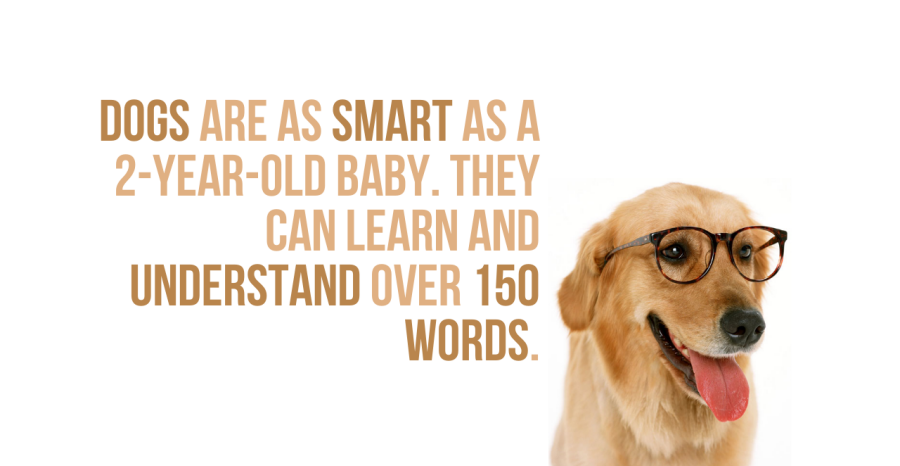 DOGS ARE AS SMART AS A
2-YEAR-OLD BABY. THEY
CAN LEARN AND
UNDERSTAND OVER 150
WORDS.